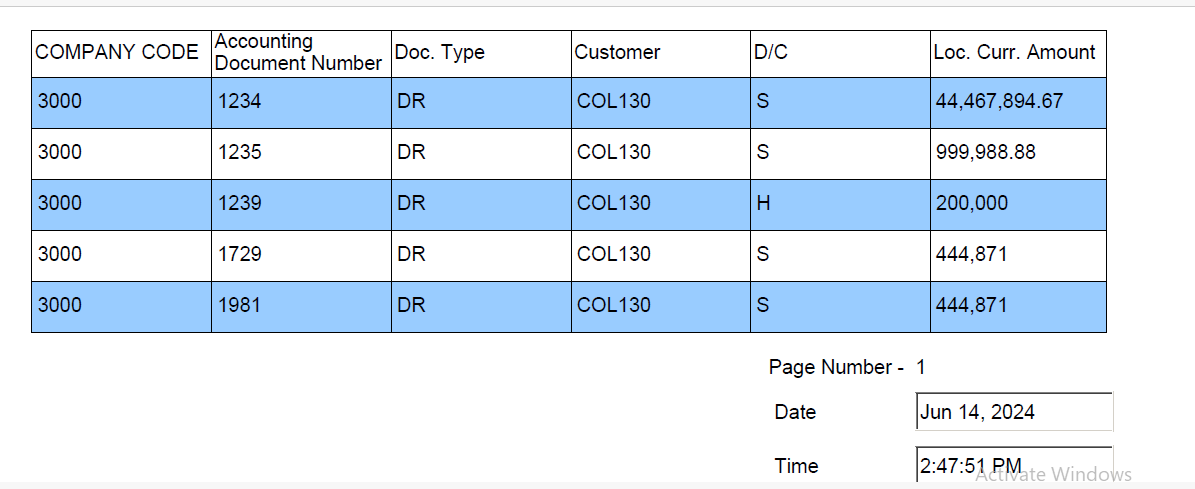 COMPANY CODE Accounting Document Number Doc. Type Customer D/C Loc. Curr. Amount
3000 1234 DR COL130 S 44,467,894.67
3000 1235 DR COL130 S 999,988.88
3000 1239 DR COL130 H 200,000
3000 1729 DR COL130 S 444,871
3000 1981 DR COL130 S 444,871
Page Number - 1
Date Jun 14, 2024
Time 2:47:51 PM
Activate Windows